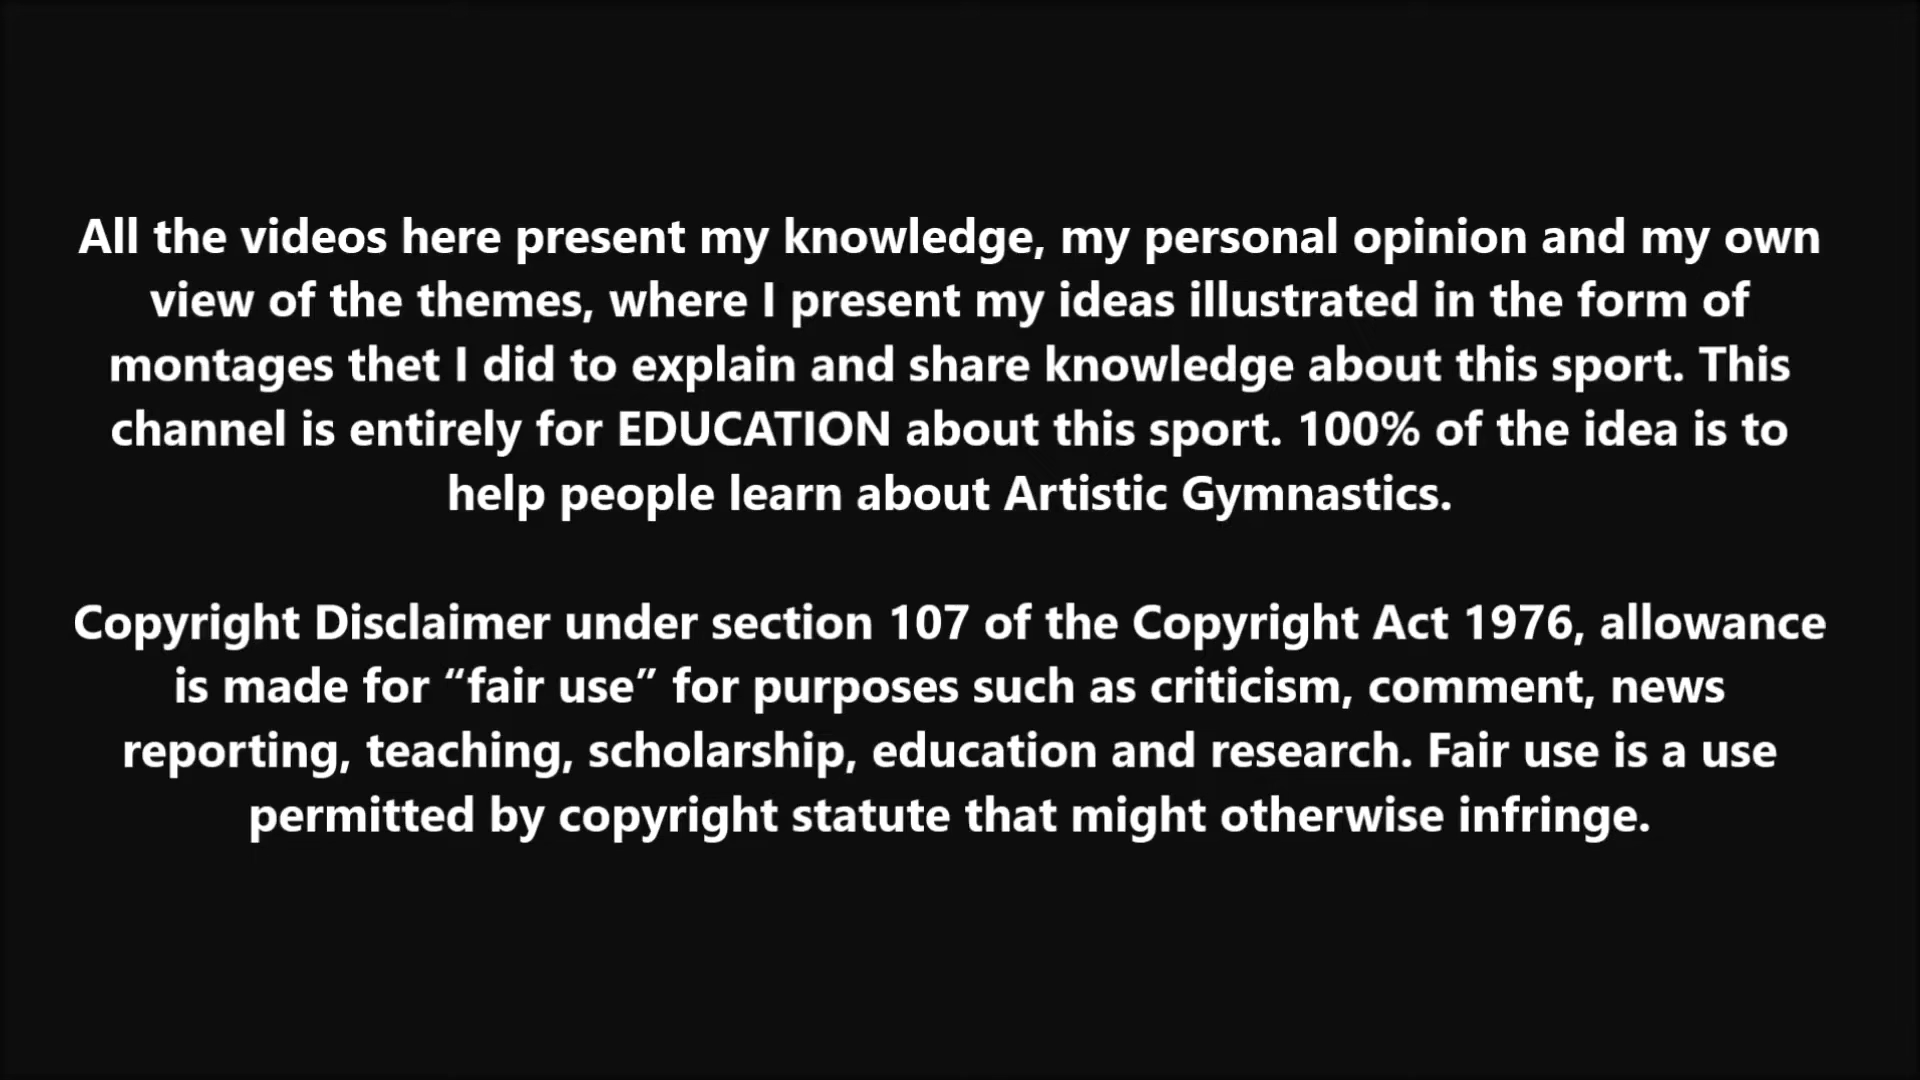 All the videos here present my knowledge, my personal opinion and my own
view of the themes, where I present my ideas illustrated in the form of
montages thet I did to explain and share knowledge about this sport. This
channel is entirely for EDUCATION about this sport. 100% of the idea is to
help people learn about Artistic Gymnastics.
Copyright Disclaimer under section 107 of the Copyright Act 1976, allowance
is made for “fair use” for purposes such as criticism, comment, news
reporting, teaching, scholarship, education and research. Fair use is a use
permitted by copyright statute that might otherwise infringe.